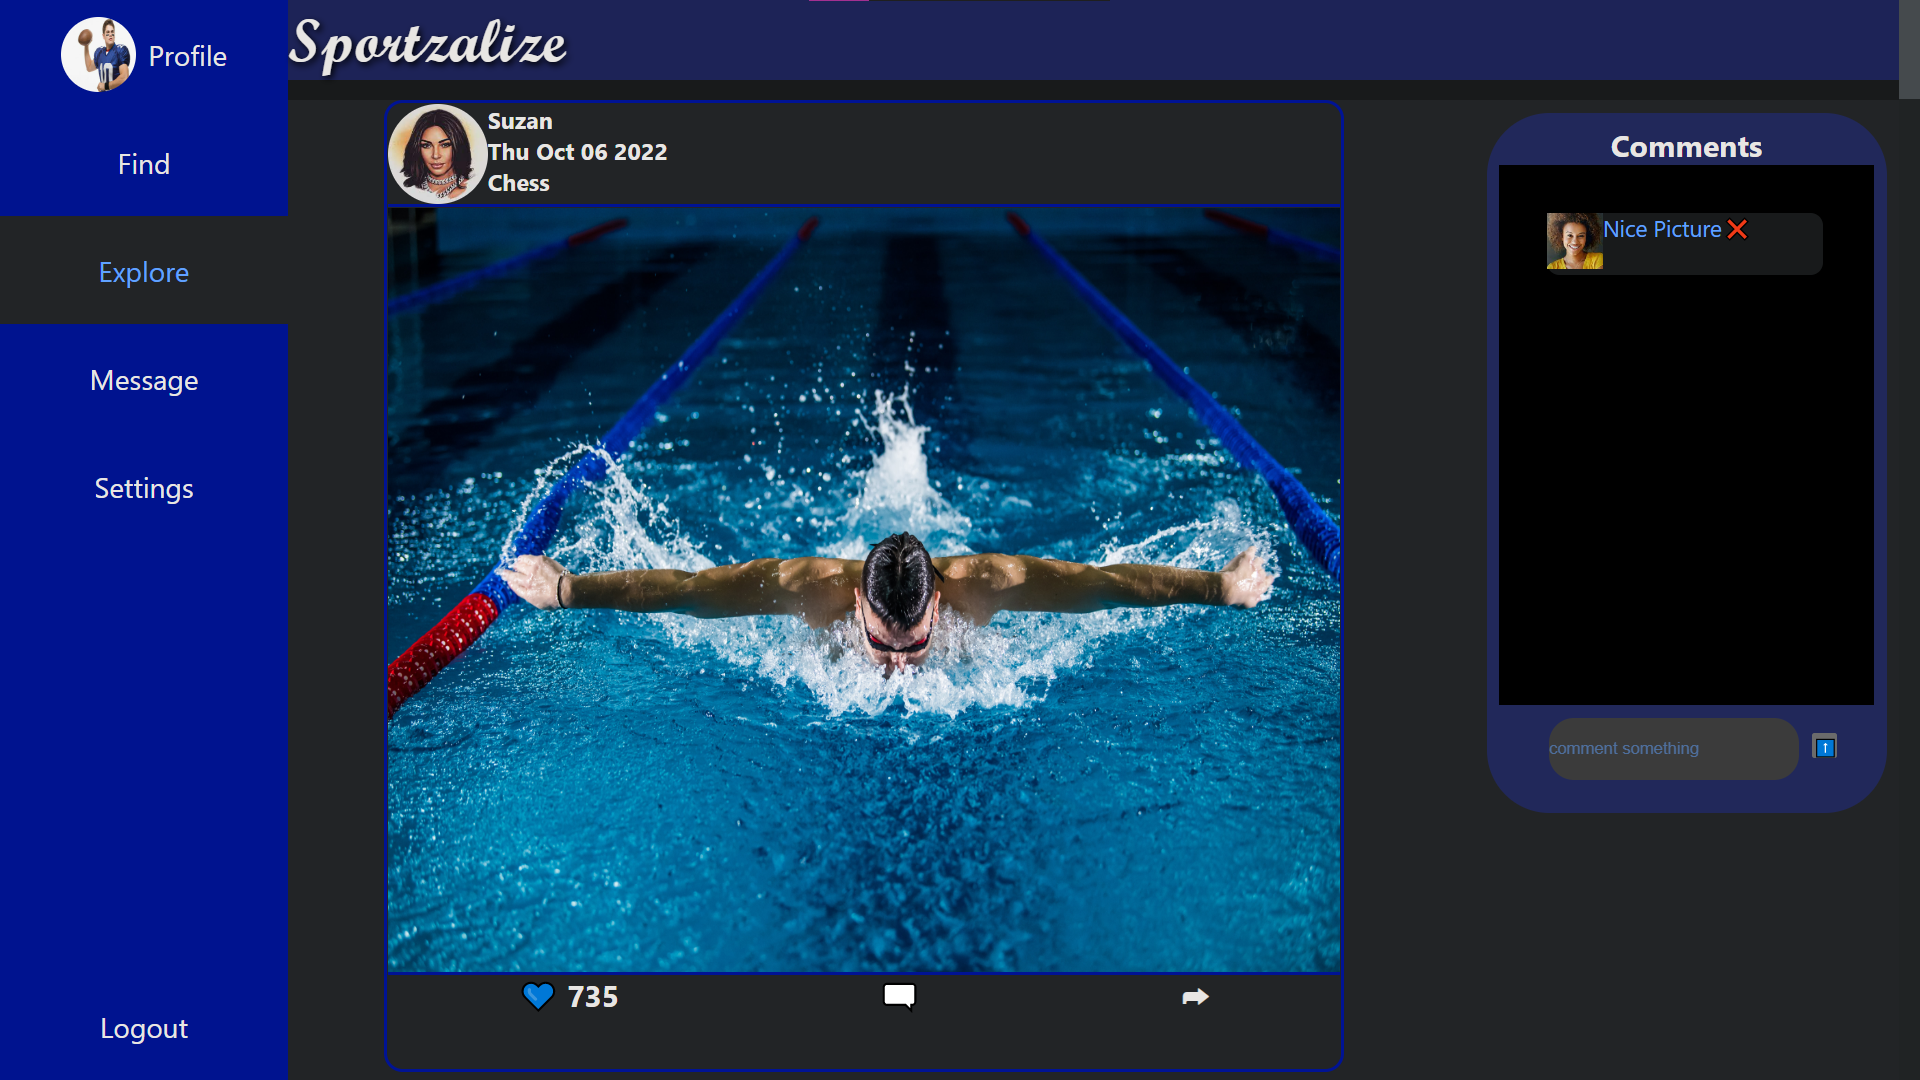 Profile
Find
Explore
Message
Settings
Logout
Sportzalize
Suzan
Thu Oct 06 2022
Chess
735
Comments
Nice Picture
comment something